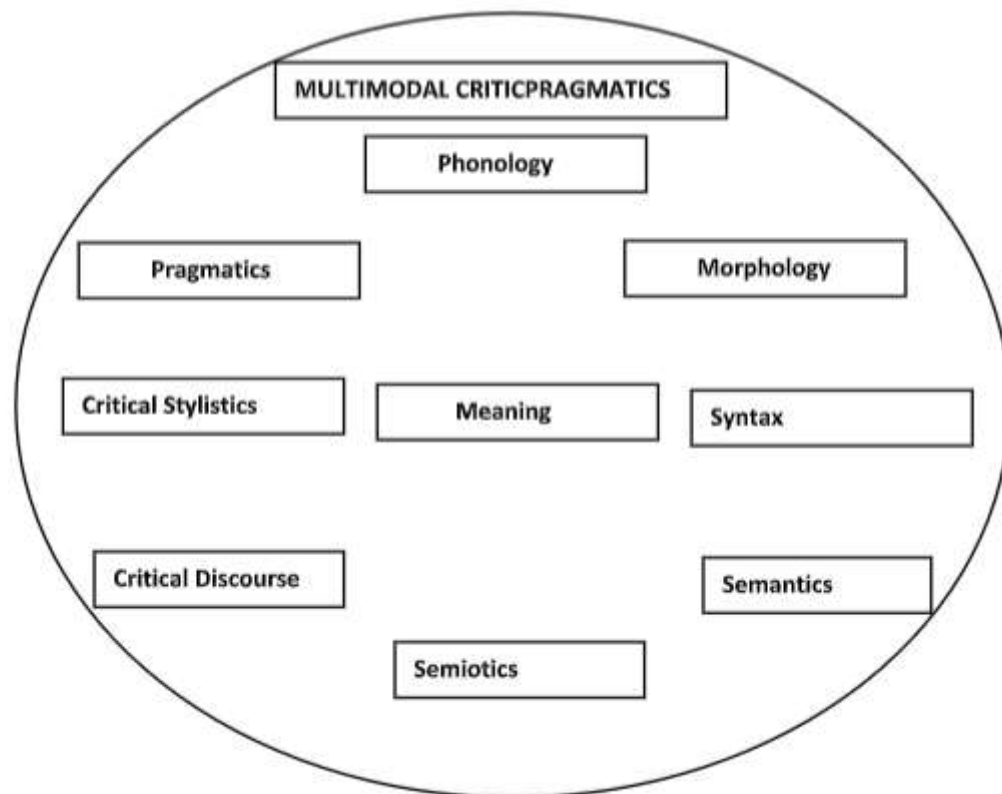 MULTIMODAL CRITICPRAGMATICS
Phonology
Pragmatics
Morphology
Critical Stylistics
Meaning
Syntax
Critical Discourse
Semantics
Semiotics